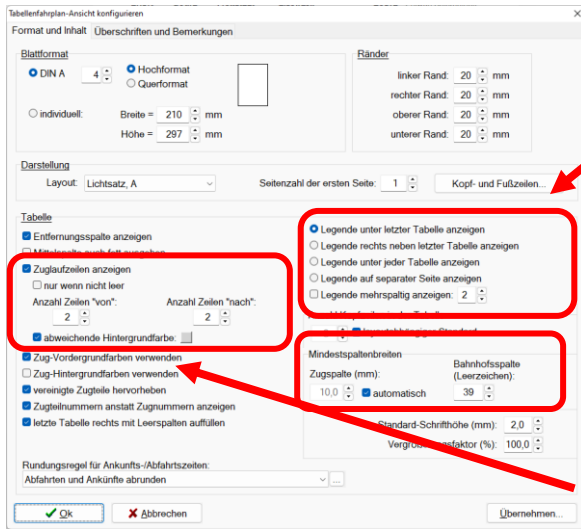 Tabellenfahrplan-Ansicht konfigurieren
Format und Inhalt Überschriften und Bemerkungen
Blattformat
DIN A 4 Hochformat
Querformat
individuell: Breite = 210 mm
Höhe = 297 mm
Ränder
linker Rand: 20 mm
rechter Rand: 20 mm
oberer Rand: 20 mm
unterer Rand: 20 mm
Darstellung
Layout: Lichtsatz, A Seitenzahl der ersten Seite: 1 Kopf- und Fußzeilen...
Tabelle
Entfernungsspalte anzeigen
Zuglaufzeilen anzeigen
nur wenn nicht leer
Anzahl Zeilen "von": Anzahl Zeilen "nach":
2 2
abweichende Hintergrundfarbe:
Zug-Vordergrundfarben verwenden
Zug-Hintergrundfarben verwenden
vereinigte Zugteile hervorheben
Zugteilnummern anstatt Zugnummern anzeigen
letzte Tabelle rechts mit Leerspalten auffüllen
Rundungsregel für Ankunfts-/Abfahrtszeiten:
Abfahrten und Ankünfte abrunden ...
Legende unter letzter Tabelle anzeigen
Legende rechts neben letzter Tabelle anzeigen
Legende unter jeder Tabelle anzeigen
Legende auf separater Seite anzeigen
Legende mehrspaltig anzeigen: 2
Mindestspaltenbreiten
Zugspalte (mm): Bahnhofsspalte
(Leerzeichen):
10,0 automatisch 39
Standard-Schrifthöhe (mm): 2,0
(%): 100,0
Ok Abbrechen Übernehmen...